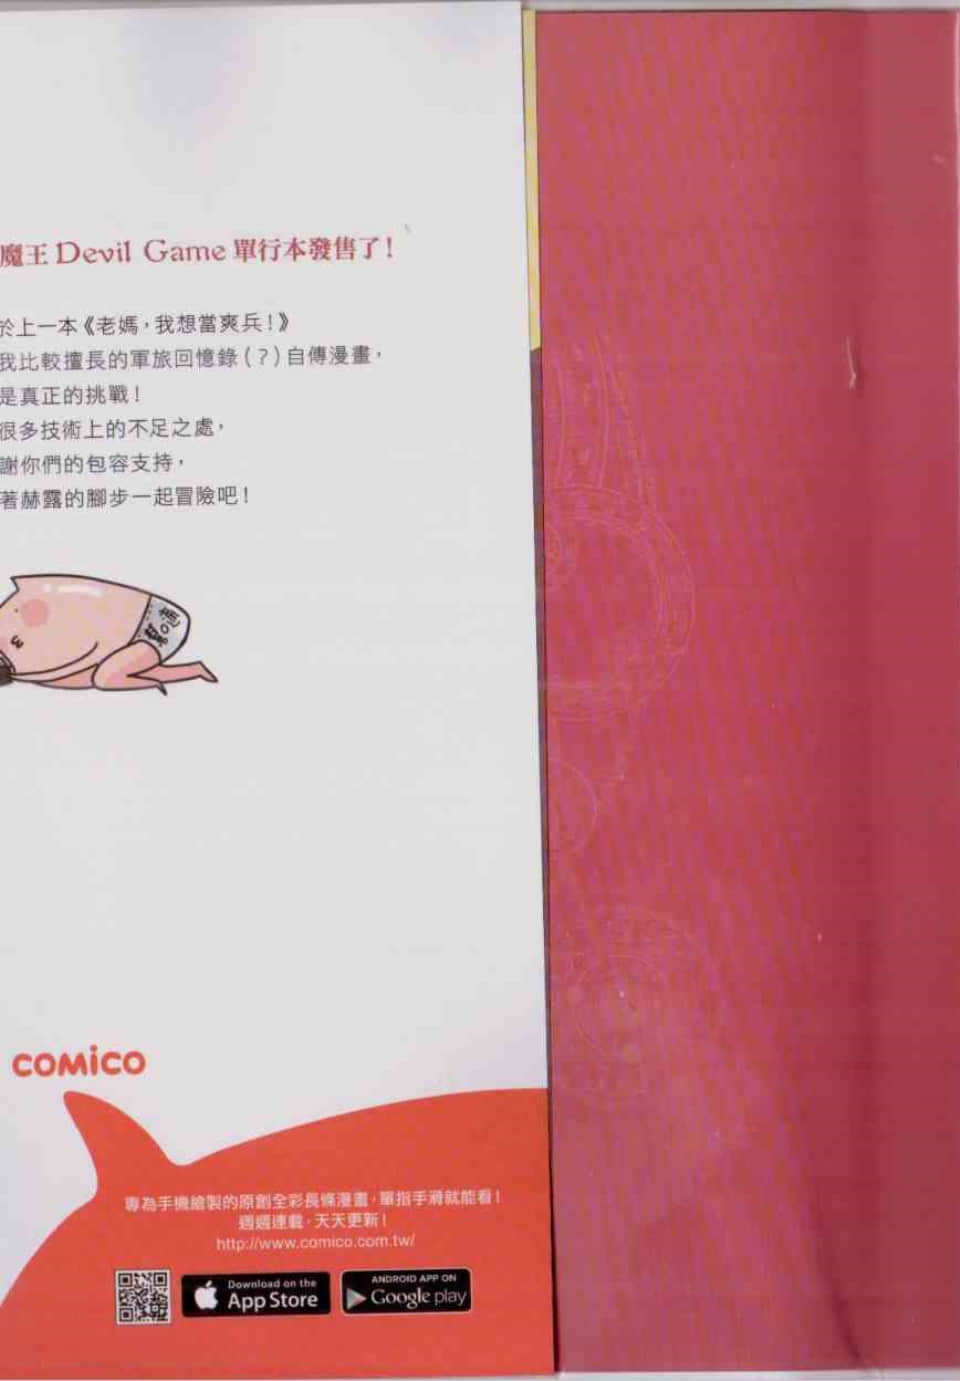 魔王 Devil Game 單行本發售了!
於上一本《老媽,我想當爽兵!》
我比較擅長的軍旅回憶錄(?)自傳漫畫,
是真正的挑戰!
很多技術上的不足之處,
謝你們的包容支持,
著赫露的腳步一起冒險吧!
comico
專為手機繪製的原創全彩長條漫畫,單指手滑就能看!
週週連載,天天更新!
http://www.comico.com.tw/
Download on the
App Store
ANDROID APP ON
Google play